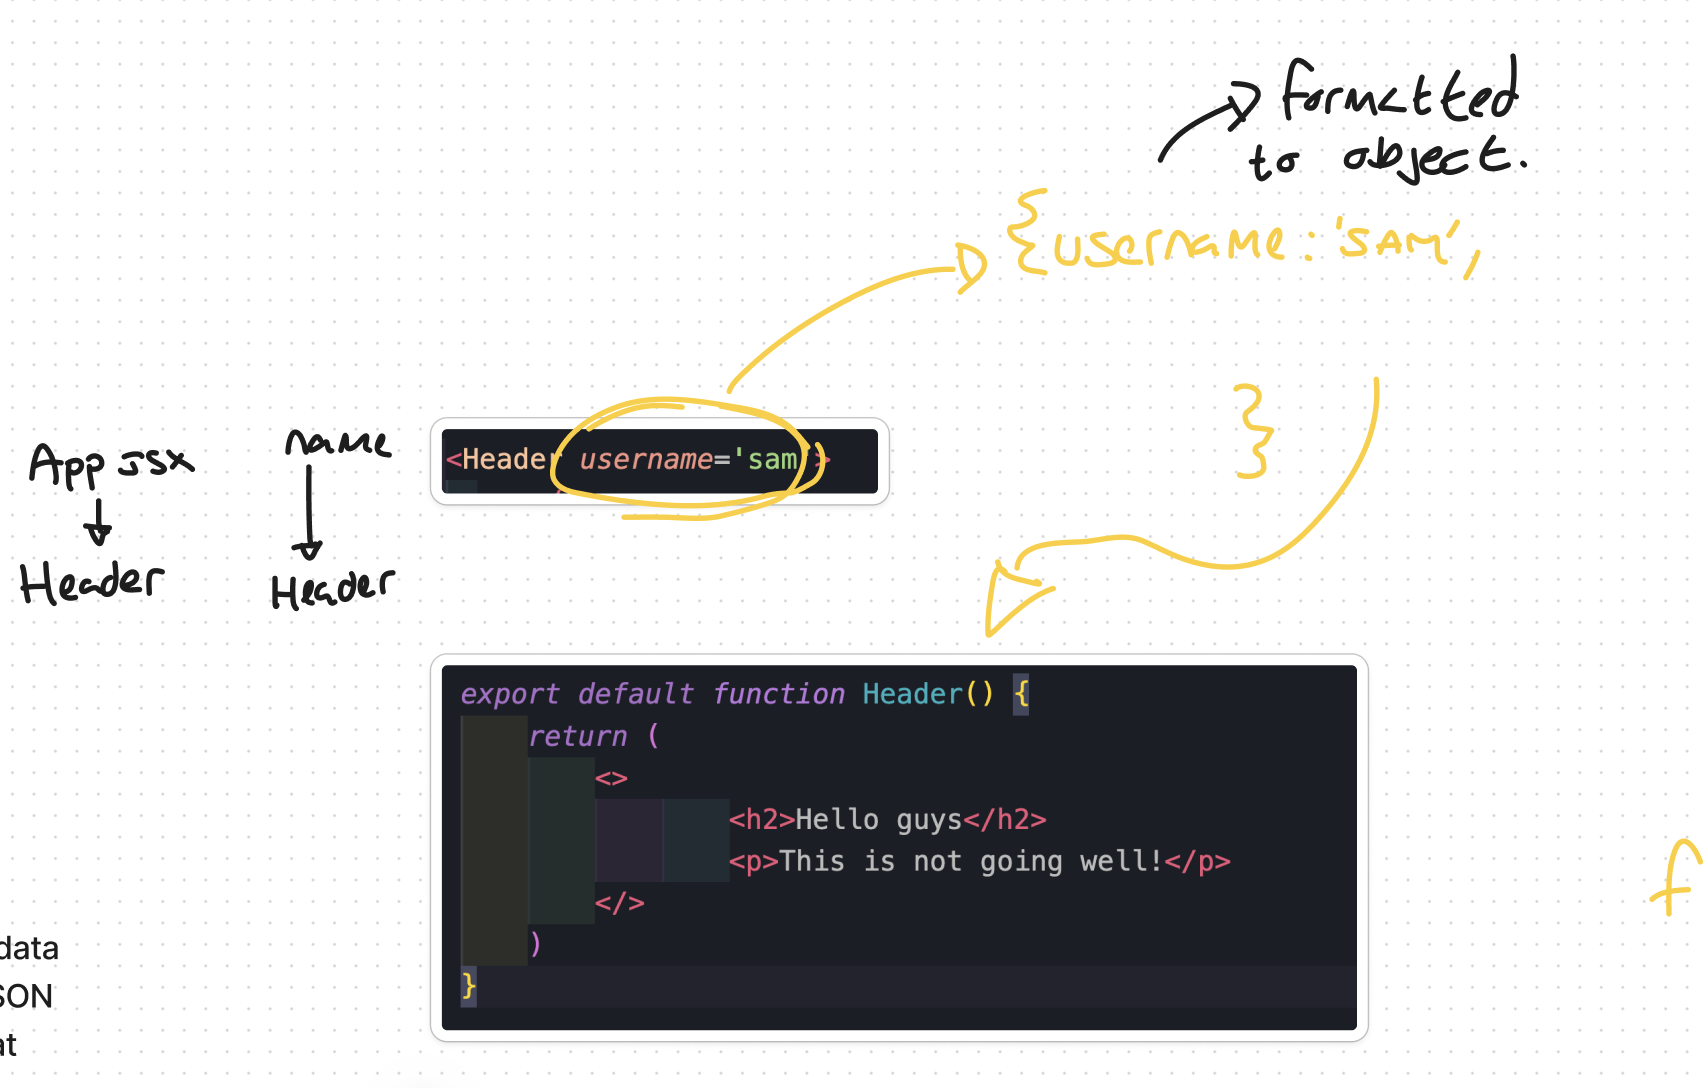 formatted
to object.
{username:'SAM',
}
App JSX
Header
name
Header
<Header username='sam'>
export default function Header() {
return (
<>
<h2>Hello guys</h2>
<p>This is not going well!</p>
</>
)
}
data
SON
at
f